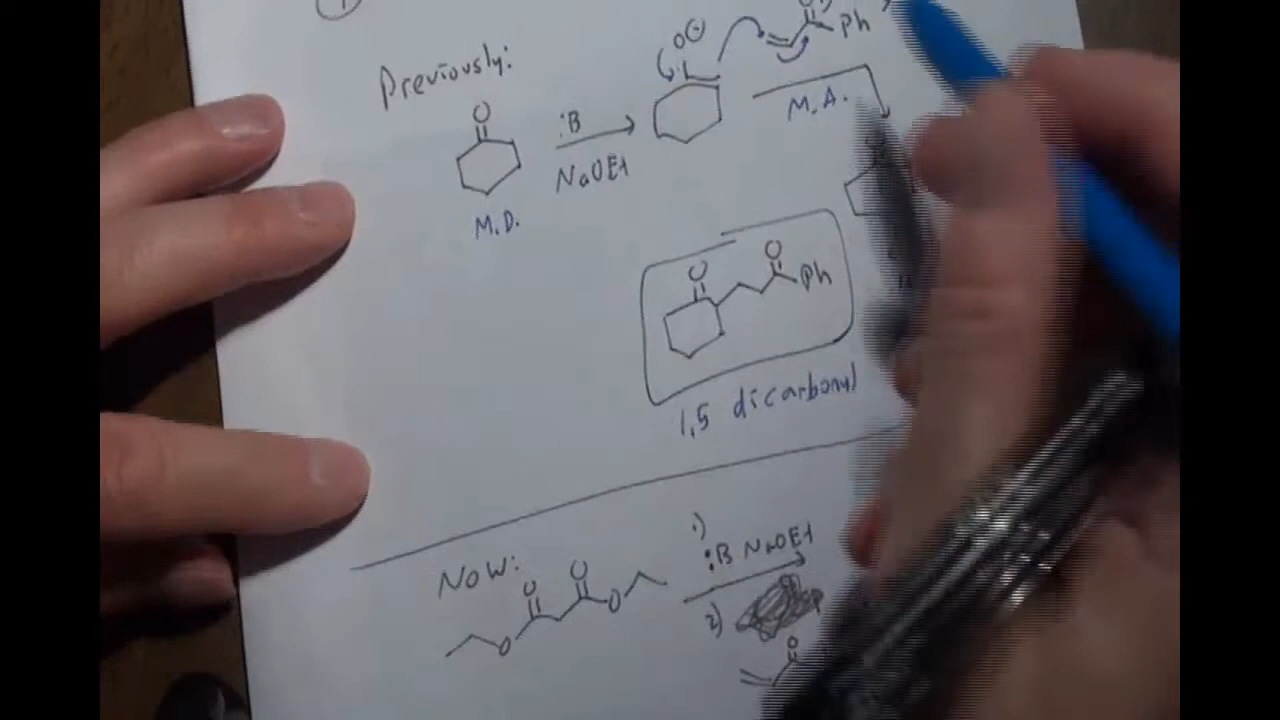 Previously:
O⊖
O
Ph
O
:B
NaOEt
M.A.
M.D.
O
O
Ph
1,5 dicarbonyl
1)
:B NaOEt
NOW:
O
O
O
O
2)
O